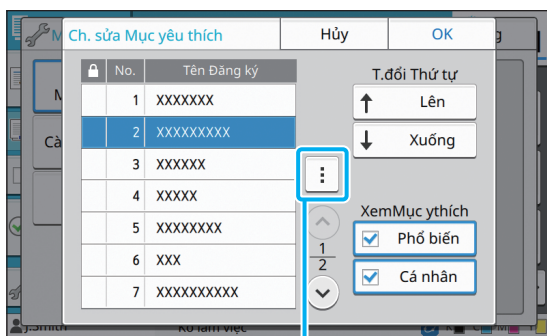 Ch. sửa Mục yêu thích
Hủy
OK
No.
Tên Đăng ký
1 XXXXXXX
2 XXXXXXXXX
3 XXXXXX
4 XXXXX
5 XXXXXXXX
6 XXX
7 XXXXXXXXXX
T.đổi Thứ tự
Lên
Xuống
1
2
XemMục ythích
Phổ biến
Cá nhân
Cà
J.Smith